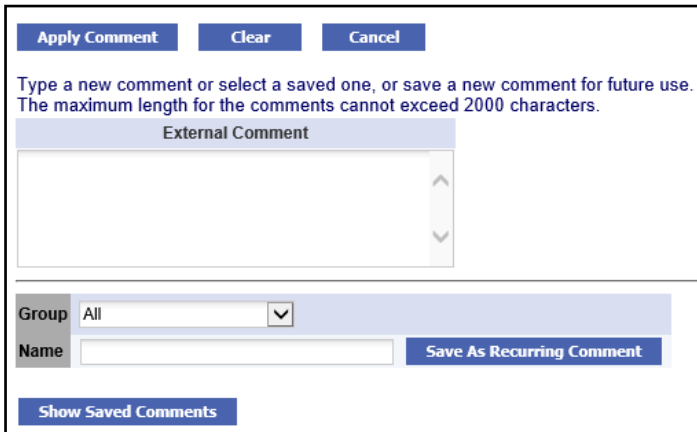 Apply Comment Clear Cancel
Type a new comment or select a saved one, or save a new comment for future use.
The maximum length for the comments cannot exceed 2000 characters.
External Comment
Group All
Name Save As Recurring Comment
Show Saved Comments